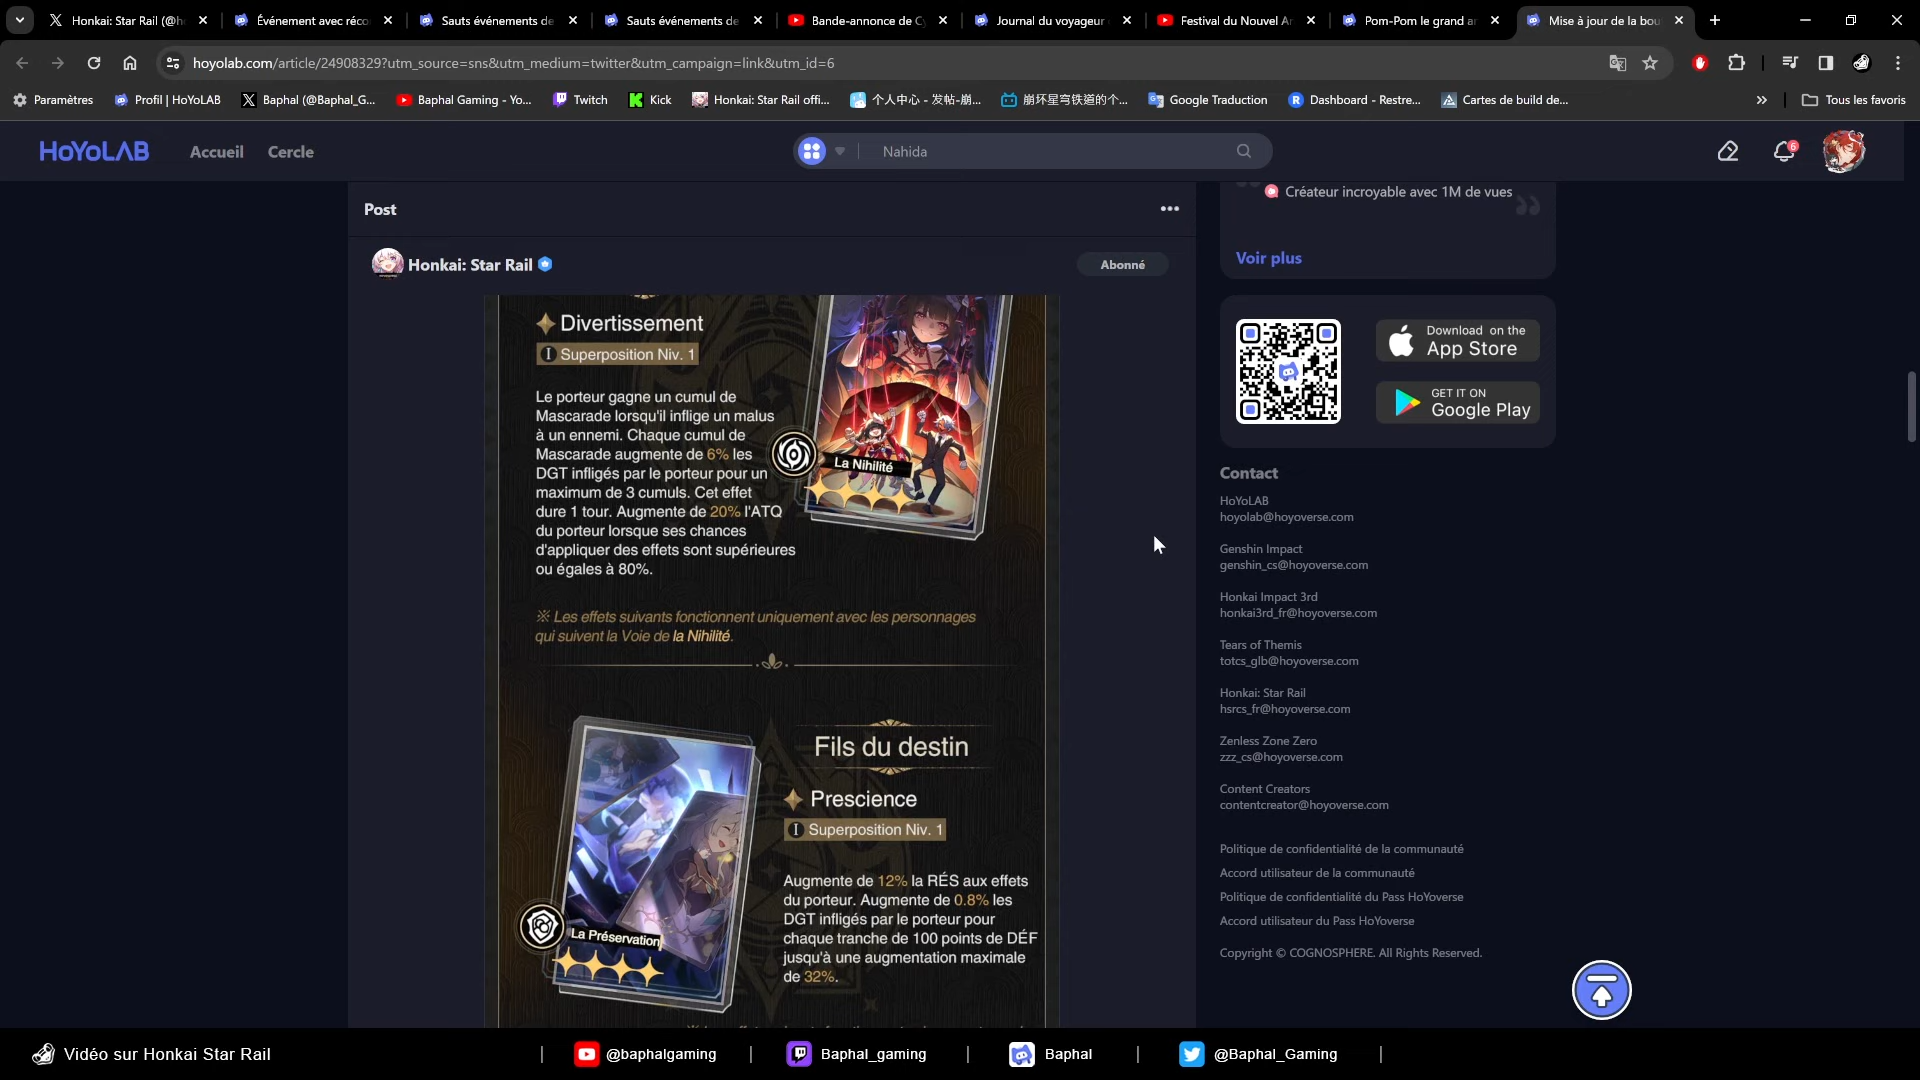 Honkai: Star Rail (@h
Événement avec réco
Sauts événements de
Sauts événements de
Bande-annonce de C
Journal du voyageur
Festival du Nouvel A
Pom-Pom le grand a
Mise à jour de la bou
hoyolab.com/article/24908329?utm_source=sns&utm_medium=twitter&utm_campaign=link&utm_id=6
Paramètres
Profil | HoYoLAB
Baphal (@Baphal_G...
Baphal Gaming - Yo...
Twitch
Kick
Honkai: Star Rail offi...
个人中心 - 发帖-崩...
崩坏星穹铁道的个...
Google Traduction
Dashboard - Restre...
Cartes de build de...
»
Tous les favoris
HoYoLAB
Accueil
Cercle
Nahida
6
Post
Honkai: Star Rail
Abonné
Divertissement
I Superposition Niv. 1
Le porteur gagne un cumul de
Mascarade lorsqu'il inflige un malus
à un ennemi. Chaque cumul de
Mascarade augmente de 6% les
DGT infligés par le porteur pour un
maximum de 3 cumuls. Cet effet
dure 1 tour. Augmente de 20% l'ATQ
du porteur lorsque ses chances
d'appliquer des effets sont supérieures
ou égales à 80%.
La Nihilité
※ Les effets suivants fonctionnent uniquement avec les personnages
qui suivent la Voie de la Nihilité.
Fils du destin
Prescience
I Superposition Niv. 1
Augmente de 12% la RÉS aux effets
du porteur. Augmente de 0.8% les
DGT infligés par le porteur pour
chaque tranche de 100 points de DÉF
jusqu'à une augmentation maximale
de 32%.
La Préservation
Créateur incroyable avec 1M de vues
Voir plus
Download on the
App Store
GET IT ON
Google Play
Contact
HoYoLAB
hoyolab@hoyoverse.com
Genshin Impact
genshin_cs@hoyoverse.com
Honkai Impact 3rd
honkai3rd_fr@hoyoverse.com
Tears of Themis
totcs_glb@hoyoverse.com
Honkai: Star Rail
hsrcs_fr@hoyoverse.com
Zenless Zone Zero
zzz_cs@hoyoverse.com
Content Creators
contentcreator@hoyoverse.com
Politique de confidentialité de la communauté
Accord utilisateur de la communauté
Politique de confidentialité du Pass HoYoverse
Accord utilisateur du Pass HoYoverse
Copyright © COGNOSPHERE. All Rights Reserved.
Vidéo sur Honkai Star Rail
@baphalgaming
Baphal_gaming
Baphal
@Baphal_Gaming